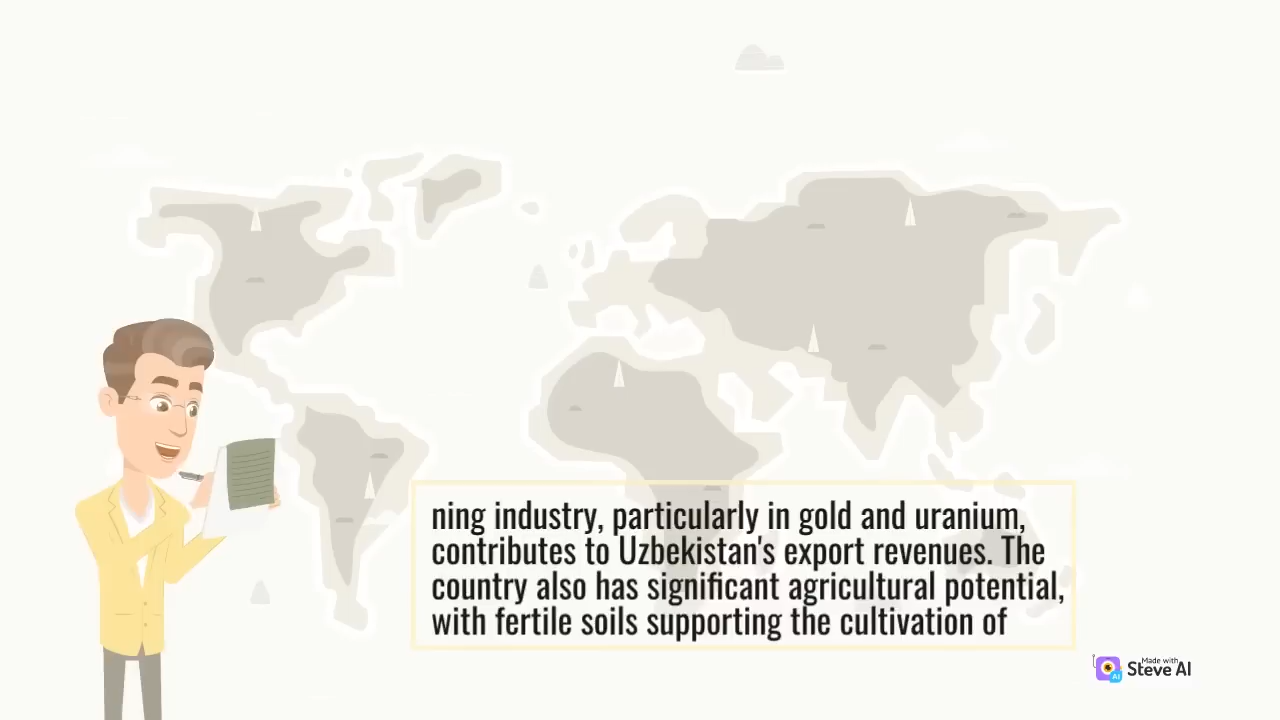 ning industry, particularly in gold and uranium,
contributes to Uzbekistan's export revenues. The
country also has significant agricultural potential,
with fertile soils supporting the cultivation of
Made with
AI
Steve AI